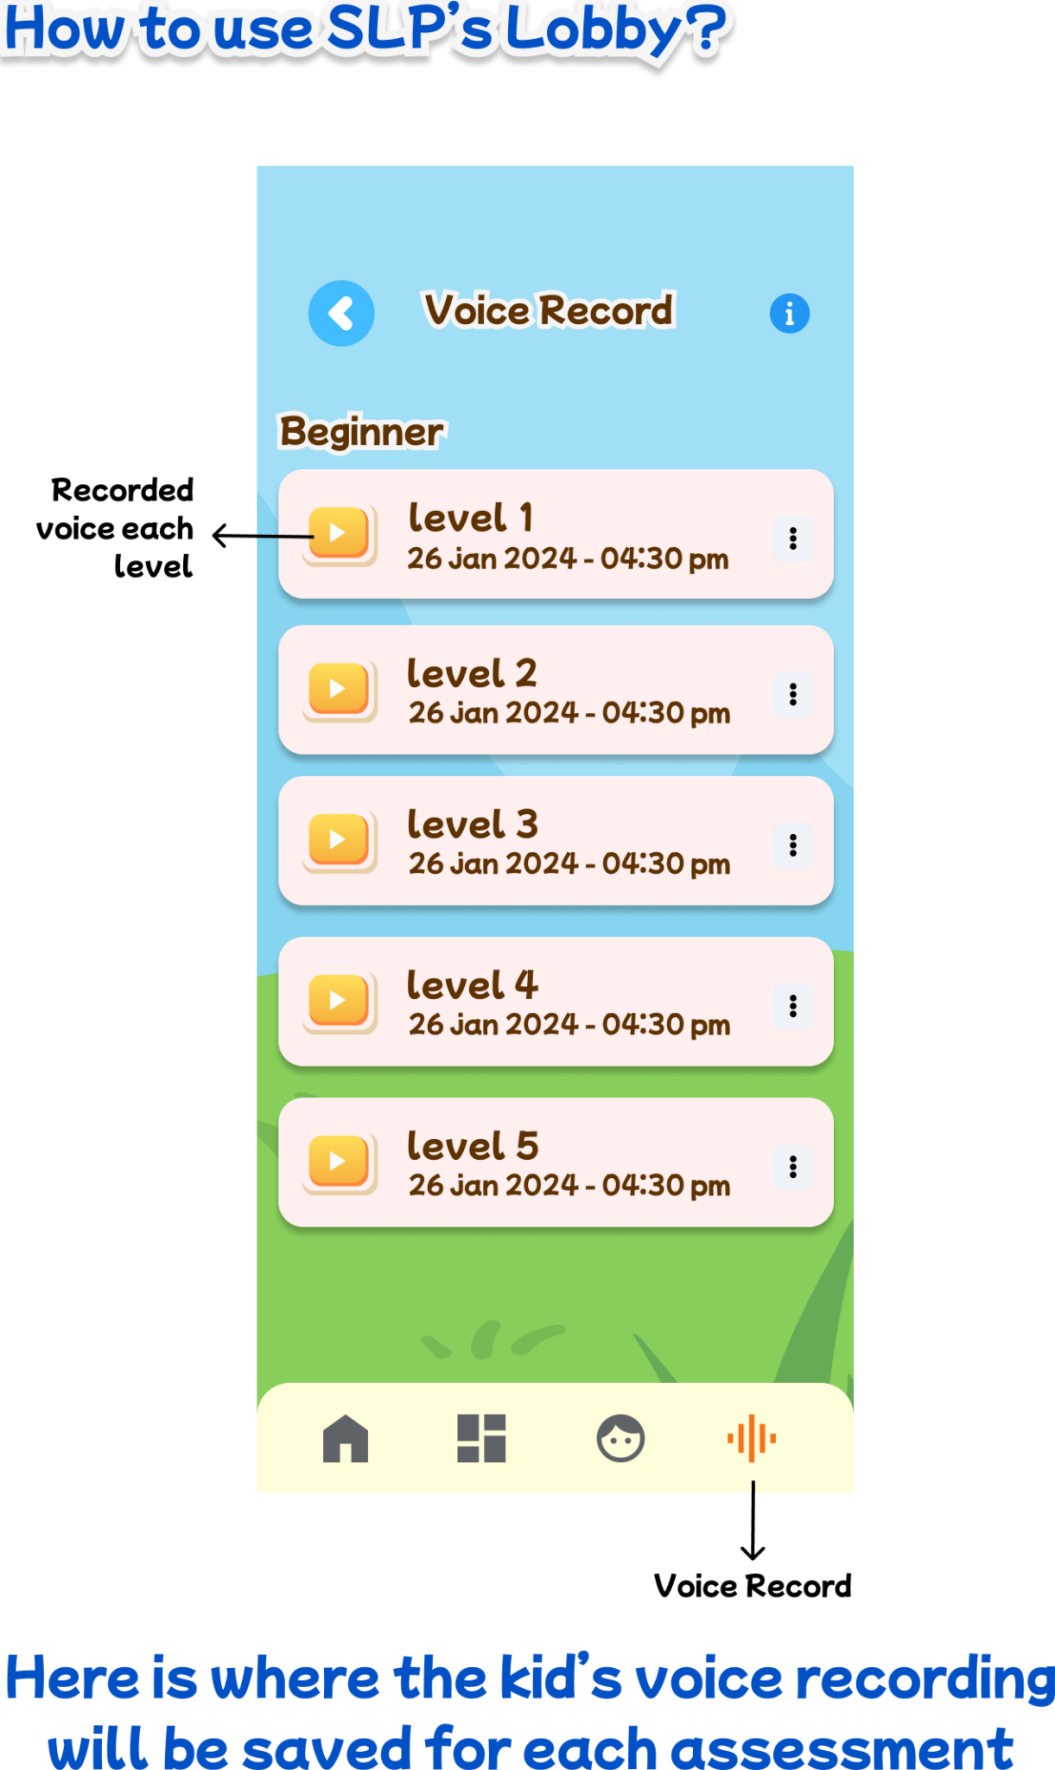 How to use SLP's Lobby?
Voice Record
Beginner
Recorded
voice each
level
level 1
26 Jan 2024 - 04:30 pm
level 2
26 Jan 2024 - 04:30 pm
level 3
26 Jan 2024 - 04:30 pm
level 4
26 Jan 2024 - 04:30 pm
level 5
26 Jan 2024 - 04:30 pm
Voice Record
Here is where the kid's voice recording
will be saved for each assessment